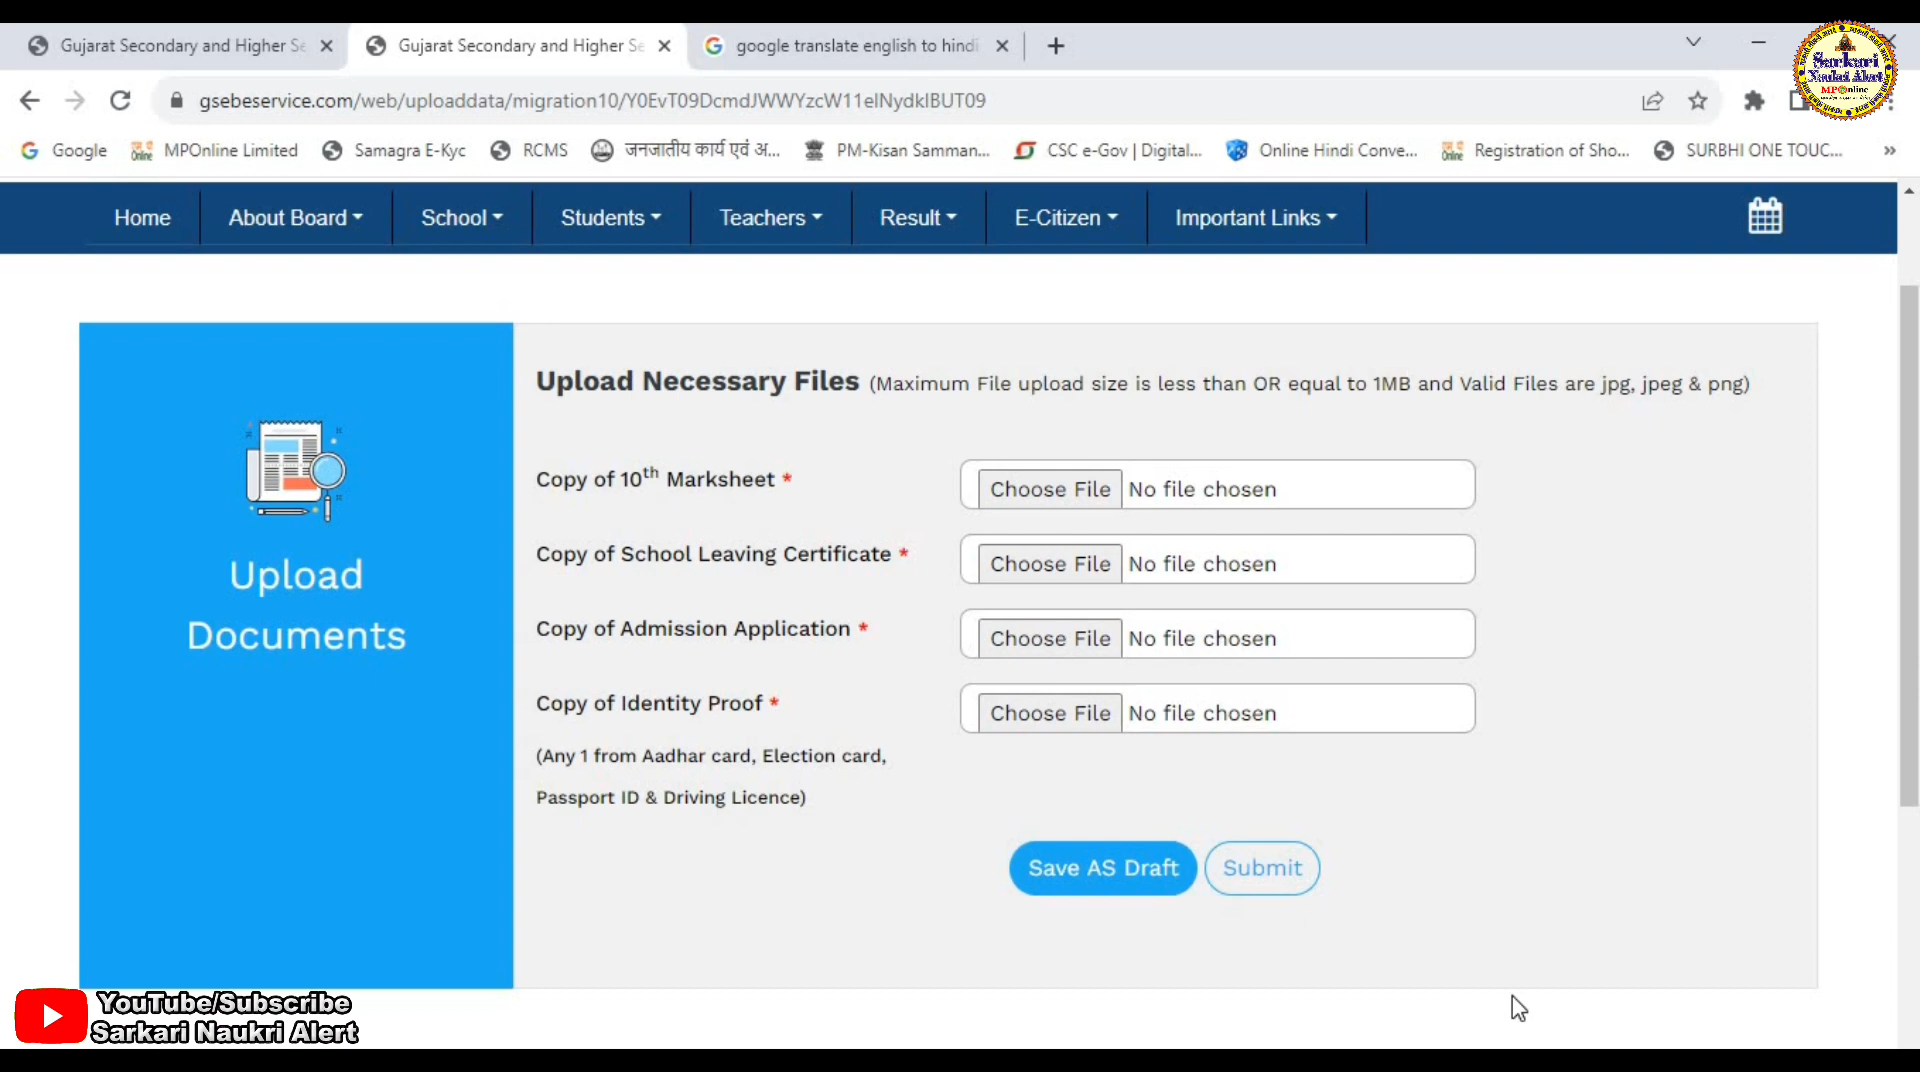 Gujarat Secondary and Higher Se
Gujarat Secondary and Higher Se
google translate english to hindi
gsebeservice.com/web/uploaddata/migration10/Y0EvT09DcmdJWWYzcW11elNydklBUT09
Google
MPOnline Limited
Samagra E-Kyc
RCMS
जनजातीय कार्य एवं अ...
PM-Kisan Samman...
CSC e-Gov | Digital...
Online Hindi Conve...
Registration of Sho...
SURBHI ONE TOUC...
»
Sarkari
Naukri Alert
MPOnline
Home
About Board
School
Students
Teachers
Result
E-Citizen
Important Links
Upload
Documents
Upload Necessary Files (Maximum File upload size is less than OR equal to 1MB and Valid Files are jpg, jpeg & png)
Copy of 10th Marksheet *
Choose File No file chosen
Copy of School Leaving Certificate *
Choose File No file chosen
Copy of Admission Application *
Choose File No file chosen
Copy of Identity Proof *
Choose File No file chosen
(Any 1 from Aadhar card, Election card,
Passport ID & Driving Licence)
Save AS Draft
Submit
YouTube/Subscribe
Sarkari Naukri Alert